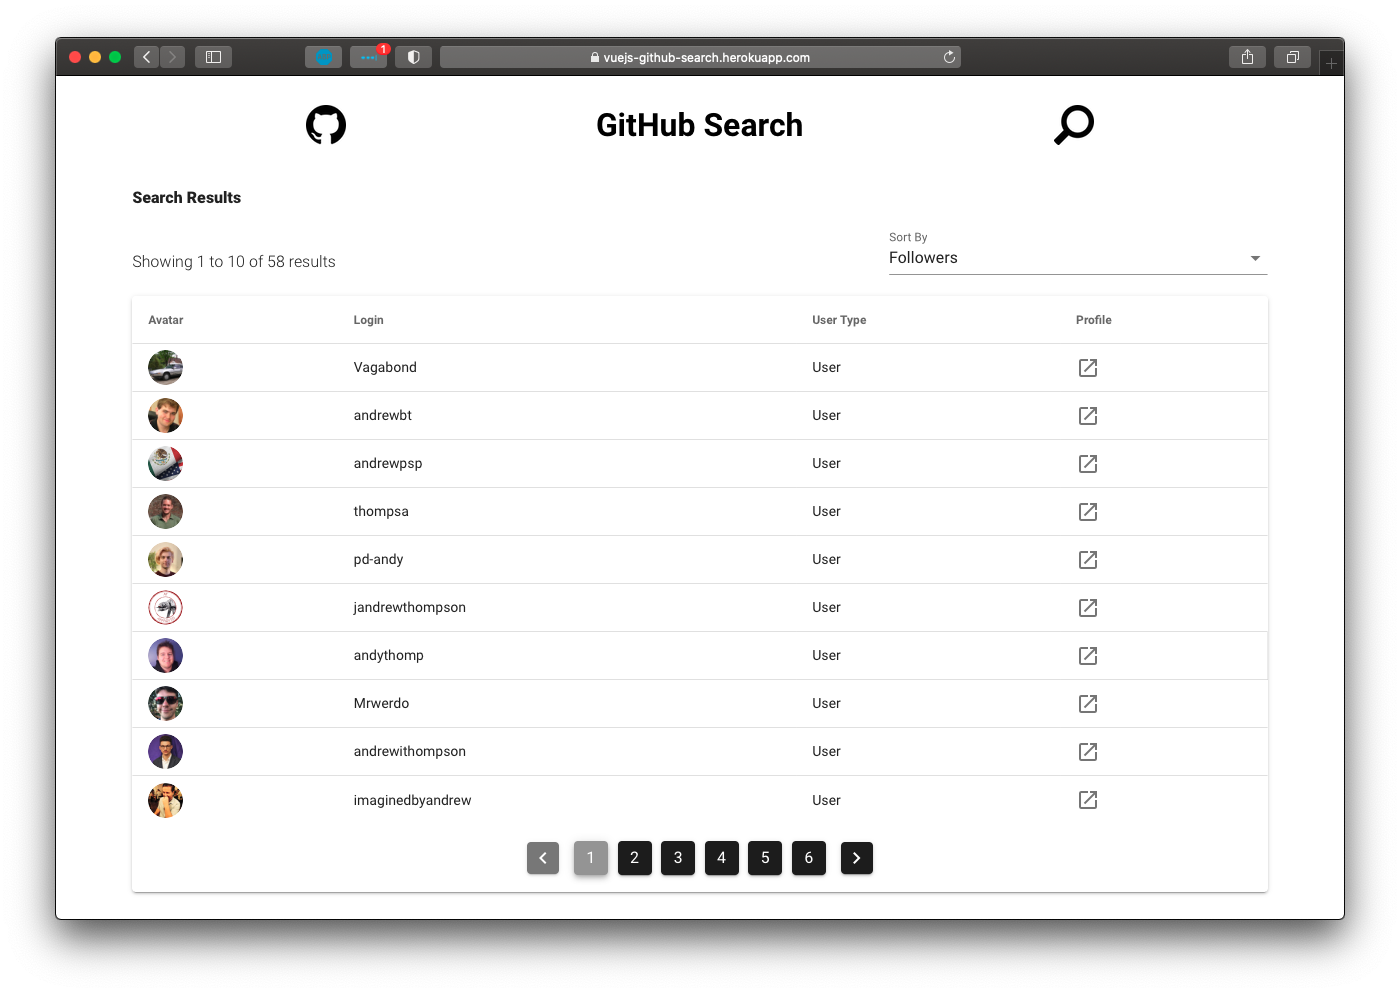 1
vuejs-github-search.herokuapp.com
GitHub Search
Search Results
Sort By
Showing 1 to 10 of 58 results
Followers
Avatar Login User Type Profile
Vagabond User
andrewbt User
andrewpsp User
thompsa User
pd-andy User
jandrewthompson User
andythomp User
Mrwerdo User
andrewithompson User
imaginedbyandrew User
1 2 3 4 5 6